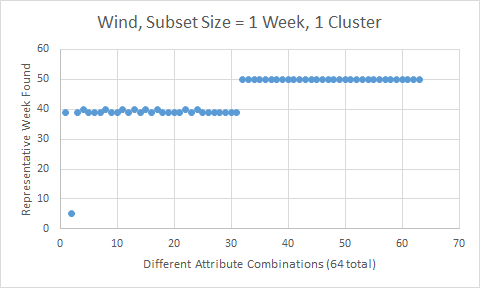 Wind, Subset Size = 1 Week, 1 Cluster
Representative Week Found
60
50
40
30
20
10
0
0 10 20 30 40 50 60 70
Different Attribute Combinations (64 total)